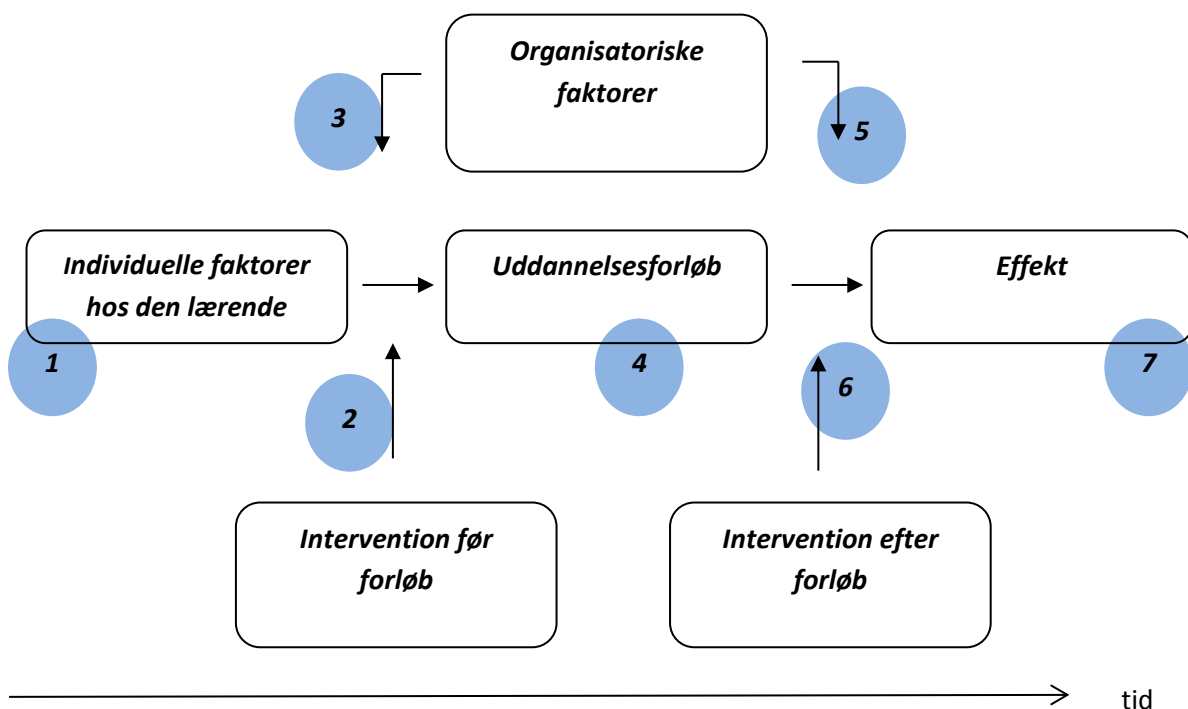 Organisatoriske
faktorer
3
5
Individuelle faktorer
hos den lærende
Uddannelsesforløb
Effekt
1
4
7
2
6
Intervention før
forløb
Intervention efter
forløb
tid